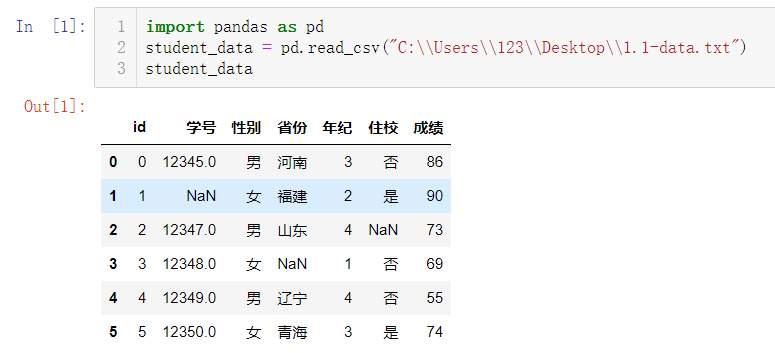 In [1]:
1 import pandas as pd
2 student_data = pd.read_csv("C:\\Users\\123\\Desktop\\1.1-data.txt")
3 student_data
Out[1]:
id 学号 性别 省份 年纪 住校 成绩
0 0 12345.0 男 河南 3 否 86
1 1 NaN 女 福建 2 是 90
2 2 12347.0 男 山东 4 NaN 73
3 3 12348.0 女 NaN 1 否 69
4 4 12349.0 男 辽宁 4 否 55
5 5 12350.0 女 青海 3 是 74